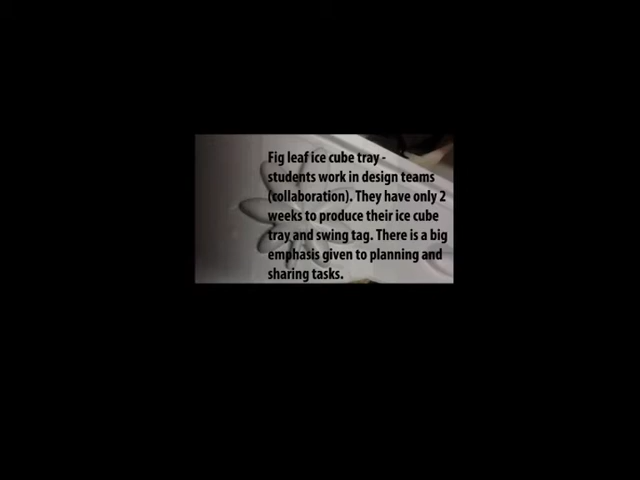 Fig leaf ice cube tray -
students work in design teams
(collaboration). They have only 2
weeks to produce their ice cube
tray and swing tag. There is a big
emphasis given to planning and
sharing tasks.